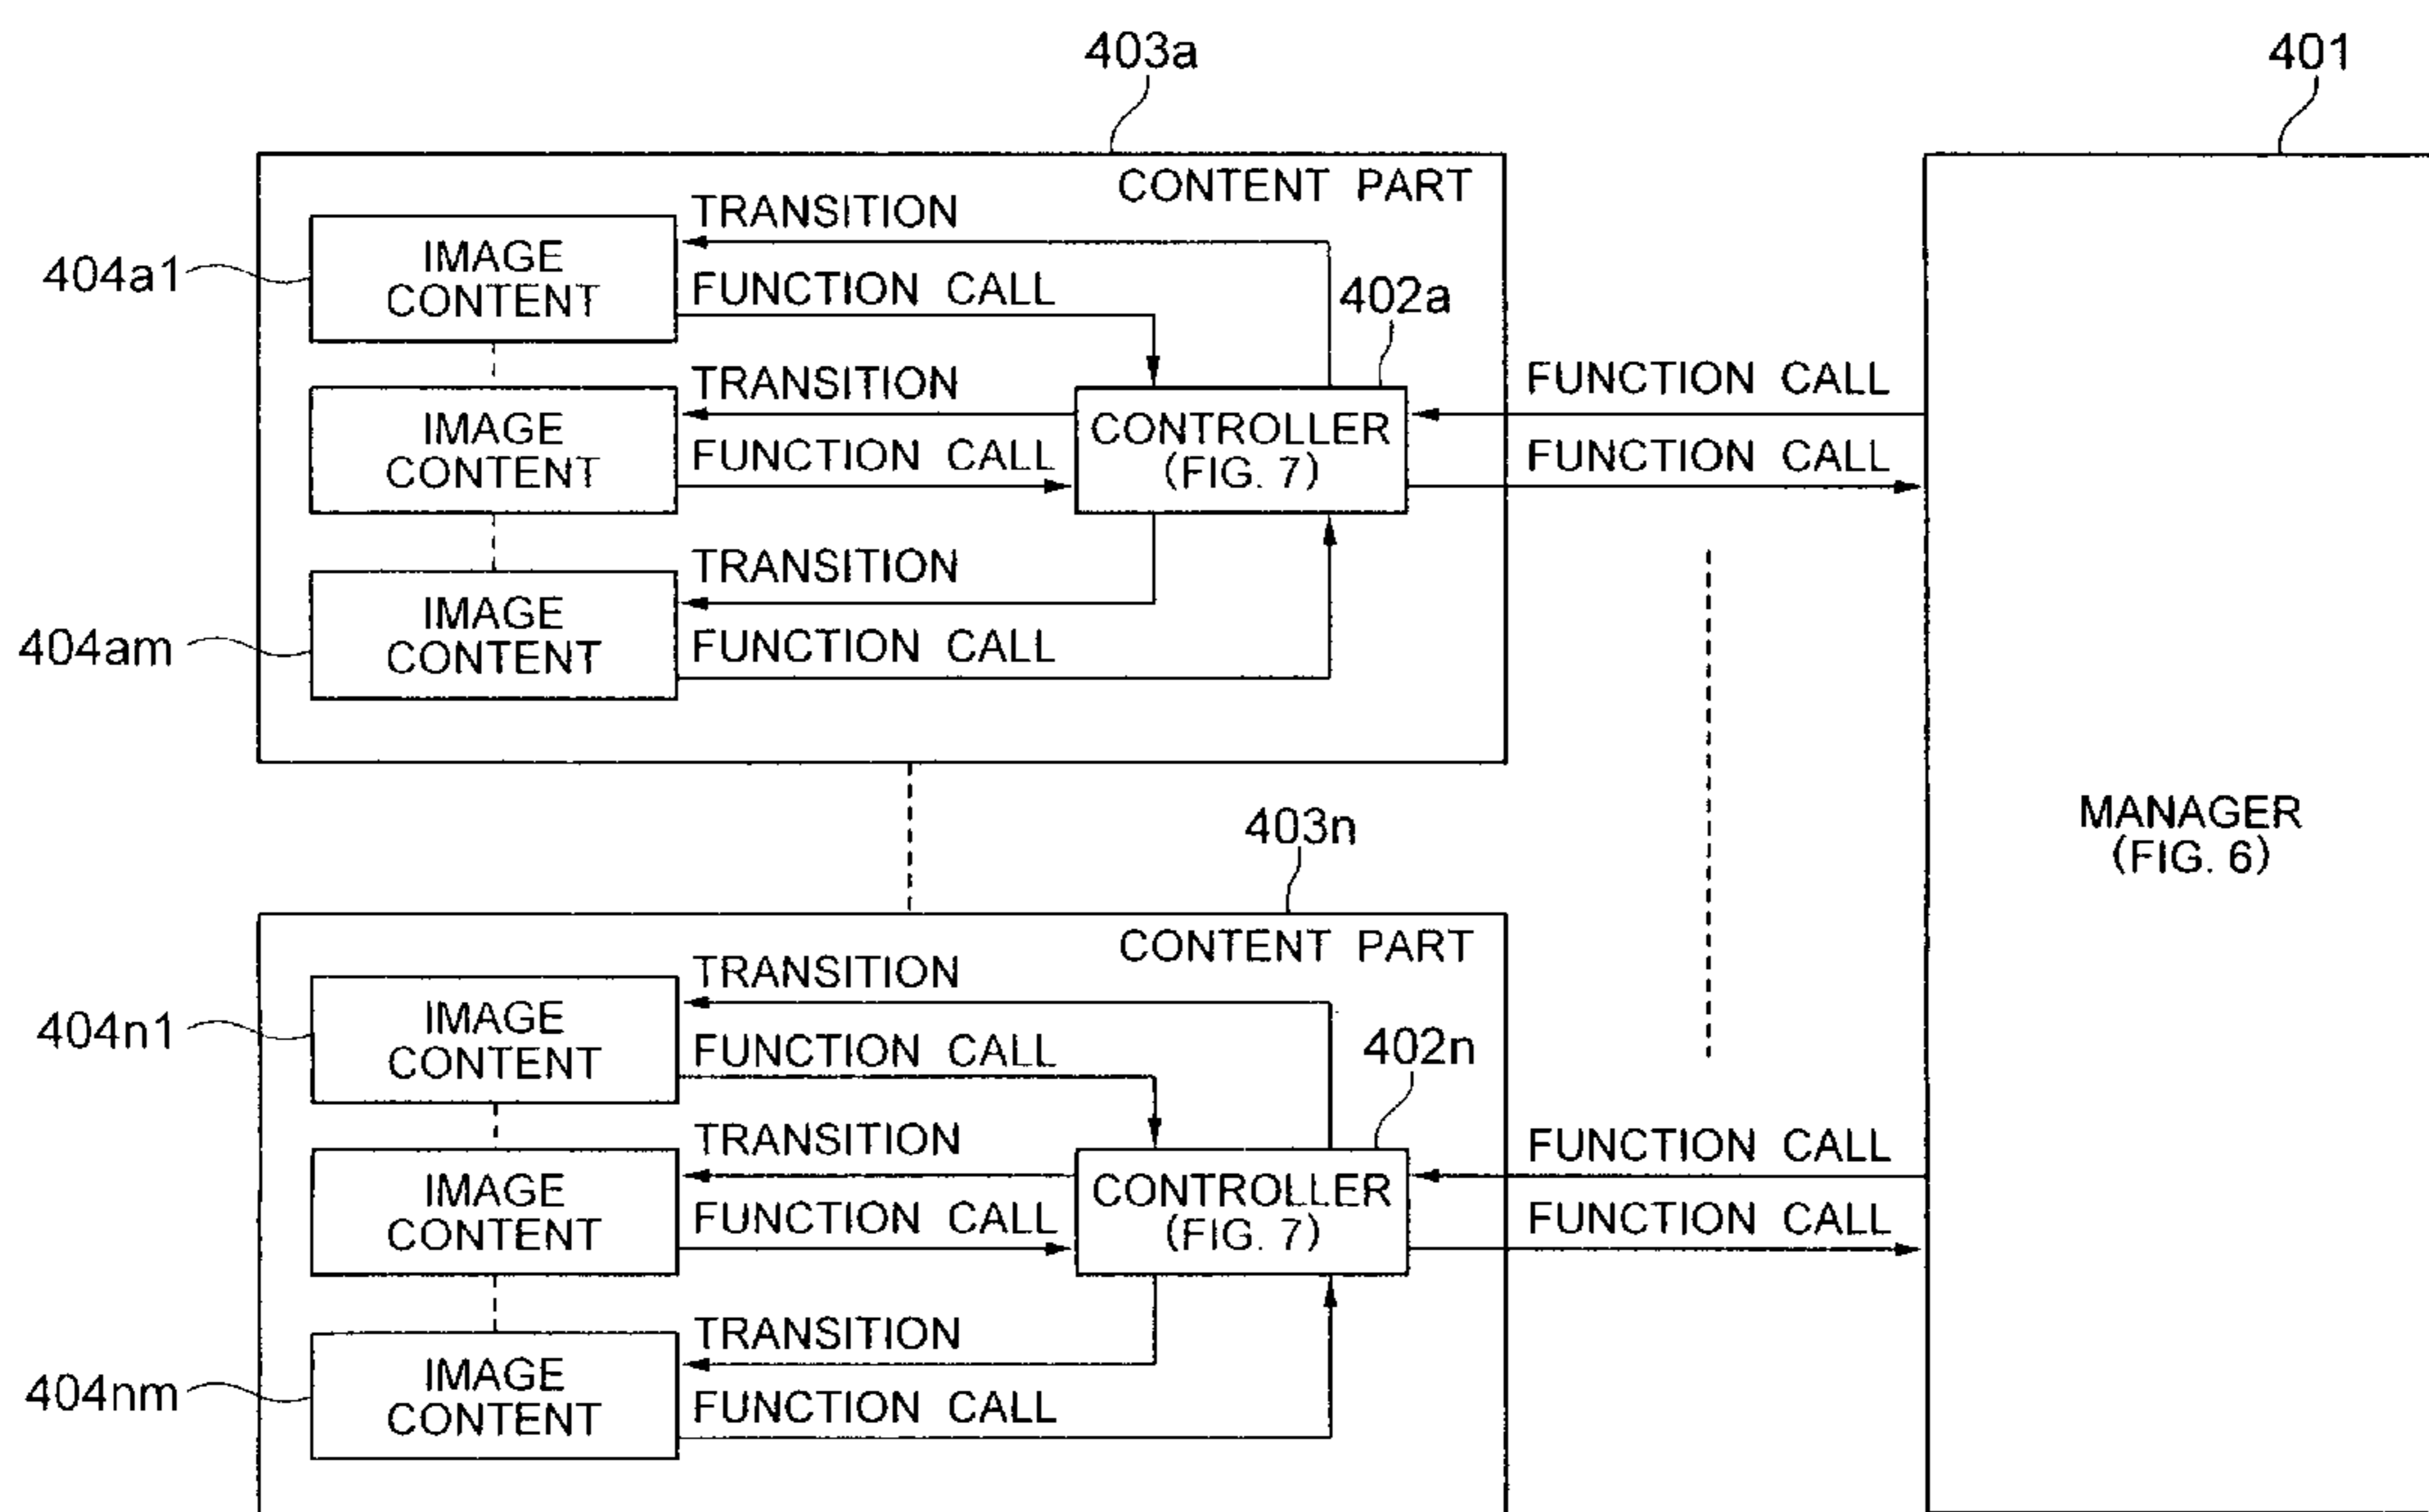 403a
401
CONTENT PART
TRANSITION
404a1
IMAGE
CONTENT
FUNCTION CALL
402a
TRANSITION
FUNCTION CALL
IMAGE
CONTENT
CONTROLLER
(FIG. 7)
FUNCTION CALL
FUNCTION CALL
TRANSITION
404am
IMAGE
CONTENT
FUNCTION CALL
MANAGER
(FIG. 6)
403n
CONTENT PART
TRANSITION
404n1
IMAGE
CONTENT
FUNCTION CALL
402n
TRANSITION
FUNCTION CALL
IMAGE
CONTENT
CONTROLLER
(FIG. 7)
FUNCTION CALL
FUNCTION CALL
TRANSITION
404nm
IMAGE
CONTENT
FUNCTION CALL